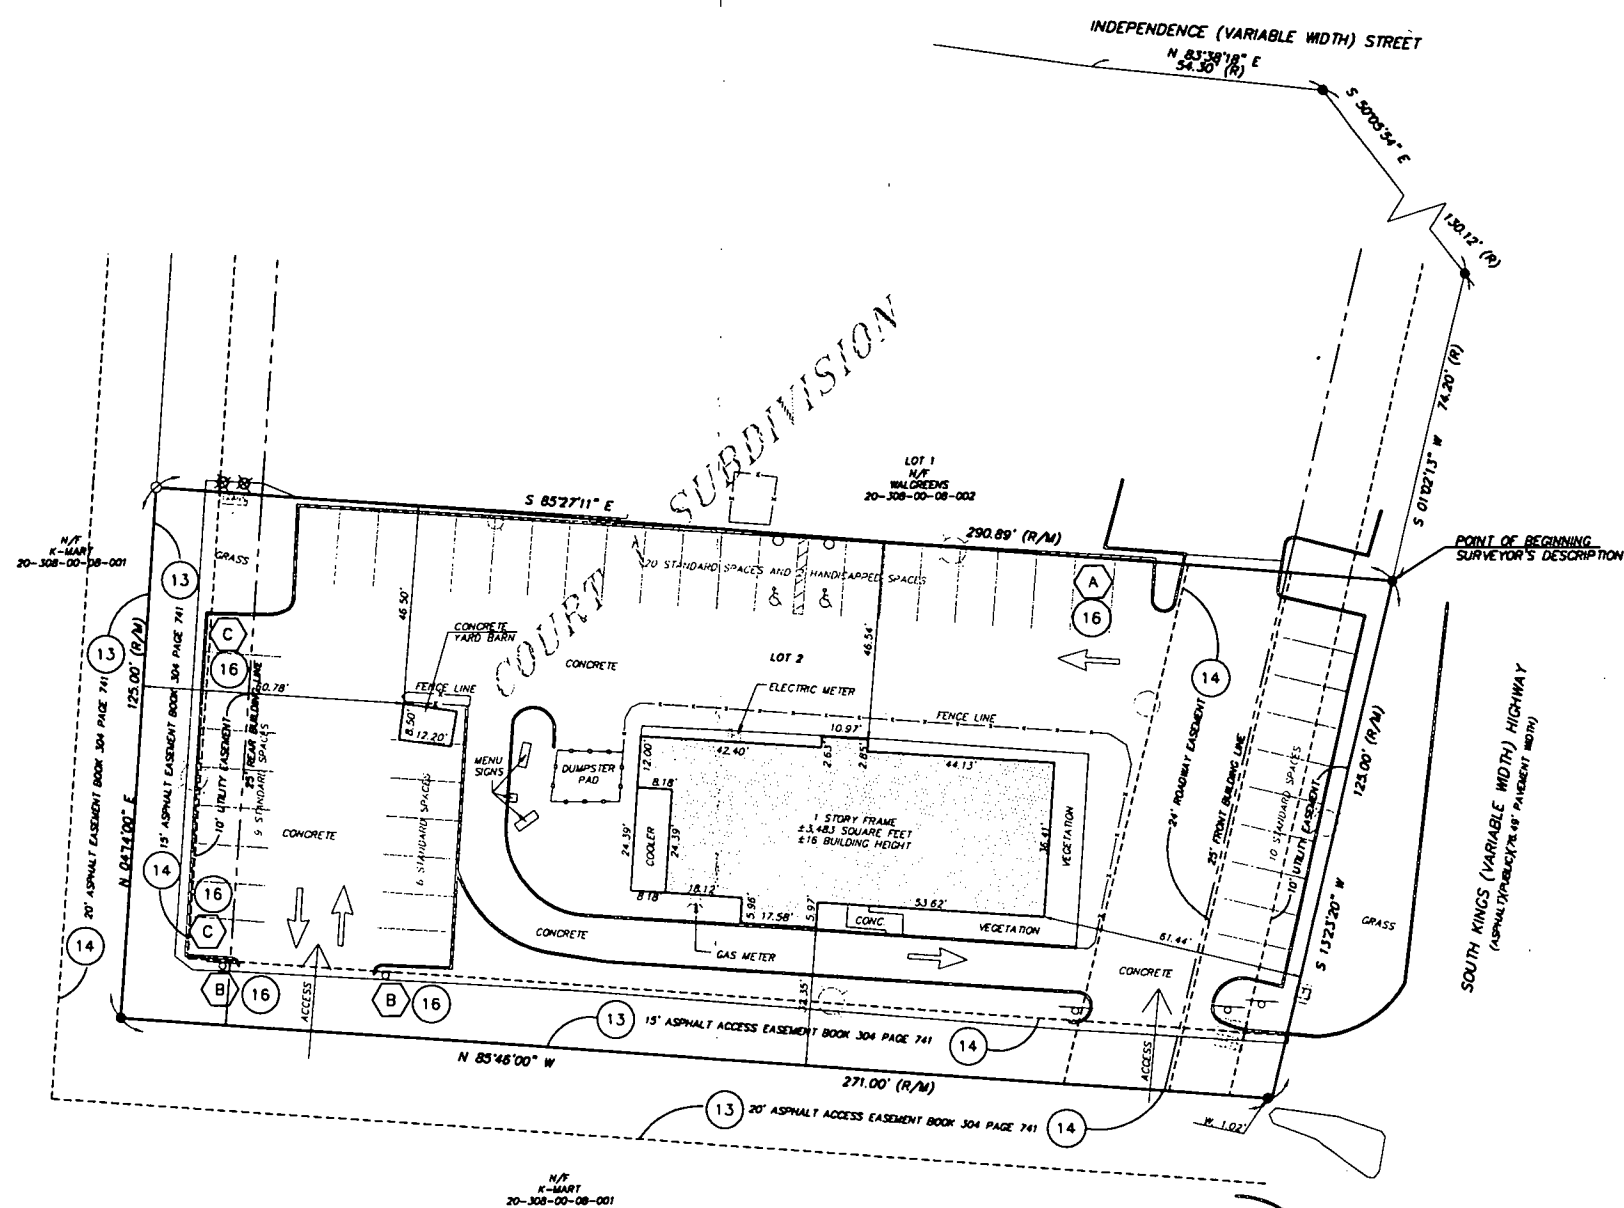 INDEPENDENCE (VARIABLE WIDTH) STREET
N 83°38'18" E
54.30' (R)
S 50°05'54" E
130.12' (R)
S 01°02'13" W 74.20' (R)
SUBDIVISION
COURT
LOT 1
N/F
WALGREENS
20-308-00-08-002
S 85°27'11" E
290.89' (R/M)
POINT OF BEGINNING
SURVEYOR'S DESCRIPTION
N/F
K-MART
20-308-00-08-001
GRASS
13
13
20 STANDARD SPACES AND 2 HANDICAPPED SPACES
A
16
C
16
46.50'
46.54'
CONCRETE
YARD BARN
CONCRETE
LOT 2
ELECTRIC METER
FENCE LINE
FENCE LINE
60.78'
8.50'
12.20'
10.97'
42.40'
2.63'
2.85'
44.13'
12.00'
MENU
SIGNS
DUMPSTER
PAD
8.18'
24.39'
COOLER
24.39'
1 STORY FRAME
±3,483 SQUARE FEET
±16 BUILDING HEIGHT
36.41'
VEGETATION
8.18'
18.12'
5.96'
17.58'
5.97'
53.62'
CONC.
VEGETATION
61.44'
GAS METER
CONCRETE
CONCRETE
CONCRETE
6 STANDARD SPACES
9 STANDARD SPACES
25' REAR BUILDING LINE
10' UTILITY EASEMENT
15' ASPHALT EASEMENT BOOK 304 PAGE 741
20' ASPHALT EASEMENT BOOK 304 PAGE 741
125.00' (R/M)
N 04°14'00" E
14
14
16
C
B
16
B
16
ACCESS
32.35'
24' ROADWAY EASEMENT
14
25' FRONT BUILDING LINE
10 STANDARD SPACES
10' UTILITY EASEMENT
125.00' (R/M)
S 13°23'20" W
GRASS
SOUTH KINGS (VARIABLE WIDTH) HIGHWAY
(ASPHALT)(PUBLIC)(76.49' PAVEMENT WIDTH)
13
15' ASPHALT ACCESS EASEMENT BOOK 304 PAGE 741
14
ACCESS
N 85°46'00" W
271.00' (R/M)
13
20' ASPHALT ACCESS EASEMENT BOOK 304 PAGE 741
14
W. 1.02'
N/F
K-MART
20-308-00-08-001